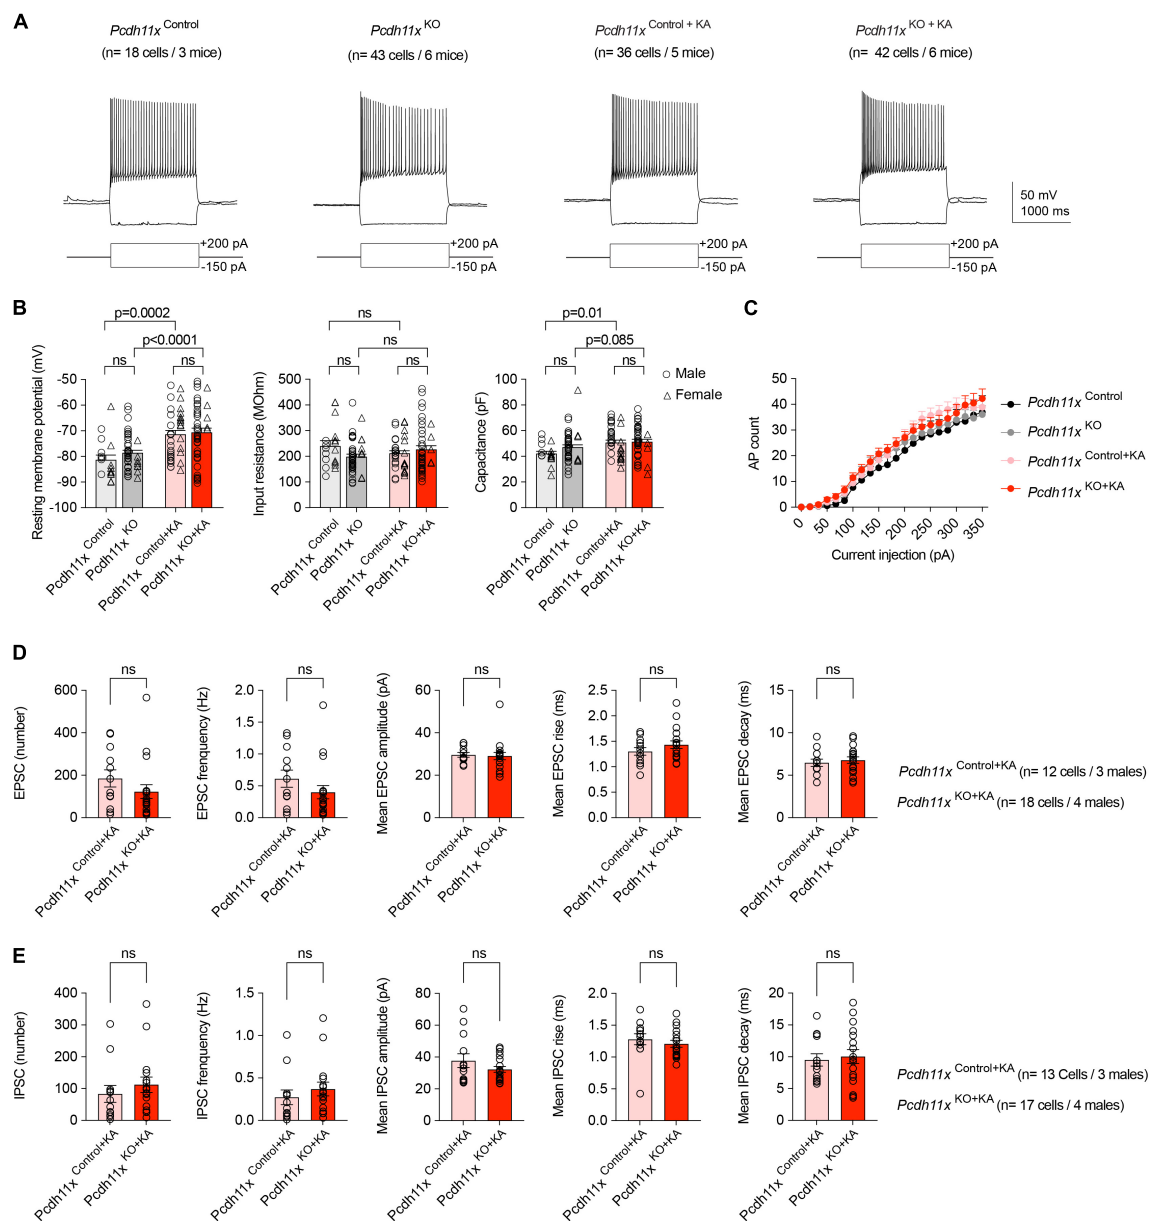 A
Pcdh11x Control
(n= 18 cells / 3 mice)
Pcdh11x KO
(n= 43 cells / 6 mice)
Pcdh11x Control + KA
(n= 36 cells / 5 mice)
Pcdh11x KO + KA
(n= 42 cells / 6 mice)
50 mV
1000 ms
+200 pA
-150 pA
+200 pA
-150 pA
+200 pA
-150 pA
+200 pA
-150 pA
B
p=0.0002
p<0.0001
ns
ns
Resting membrane potential (mV)
-50
-60
-70
-80
-90
-100
Pcdh11x Control
Pcdh11x KO
Pcdh11x Control+KA
Pcdh11x KO+KA
ns
ns
ns
ns
Input resistance (MOhm)
500
400
300
200
100
0
Pcdh11x Control
Pcdh11x KO
Pcdh11x Control+KA
Pcdh11x KO+KA
p=0.01
p=0.085
ns
ns
Capacitance (pF)
100
80
60
40
20
0
Pcdh11x Control
Pcdh11x KO
Pcdh11x Control+KA
Pcdh11x KO+KA
Male
Female
C
AP count
50
40
30
20
10
0
0
50
100
150
200
250
300
350
Current injection (pA)
Pcdh11x Control
Pcdh11x KO
Pcdh11x Control+KA
Pcdh11x KO+KA
D
ns
EPSC (number)
600
400
200
0
Pcdh11x Control+KA
Pcdh11x KO+KA
ns
EPSC frenquency (Hz)
2.0
1.5
1.0
0.5
0.0
Pcdh11x Control+KA
Pcdh11x KO+KA
ns
Mean EPSC amplitude (pA)
60
40
20
0
Pcdh11x Control+KA
Pcdh11x KO+KA
ns
Mean EPSC rise (ms)
2.5
2.0
1.5
1.0
0.5
0.0
Pcdh11x Control+KA
Pcdh11x KO+KA
ns
Mean EPSC decay (ms)
15
10
5
0
Pcdh11x Control+KA
Pcdh11x KO+KA
Pcdh11x Control+KA (n= 12 cells / 3 males)
Pcdh11x KO+KA (n= 18 cells / 4 males)
E
ns
IPSC (number)
400
300
200
100
0
Pcdh11x Control+KA
Pcdh11x KO+KA
ns
IPSC frenquency (Hz)
1.5
1.0
0.5
0.0
Pcdh11x Control+KA
Pcdh11x KO+KA
ns
Mean IPSC amplitude (pA)
80
60
40
20
0
Pcdh11x Control+KA
Pcdh11x KO+KA
ns
Mean IPSC rise (ms)
2.0
1.5
1.0
0.5
0.0
Pcdh11x Control+KA
Pcdh11x KO+KA
ns
Mean IPSC decay (ms)
20
15
10
5
0
Pcdh11x Control+KA
Pcdh11x KO+KA
Pcdh11x Control+KA (n= 13 Cells / 3 males)
Pcdh11x KO+KA (n= 17 cells / 4 males)